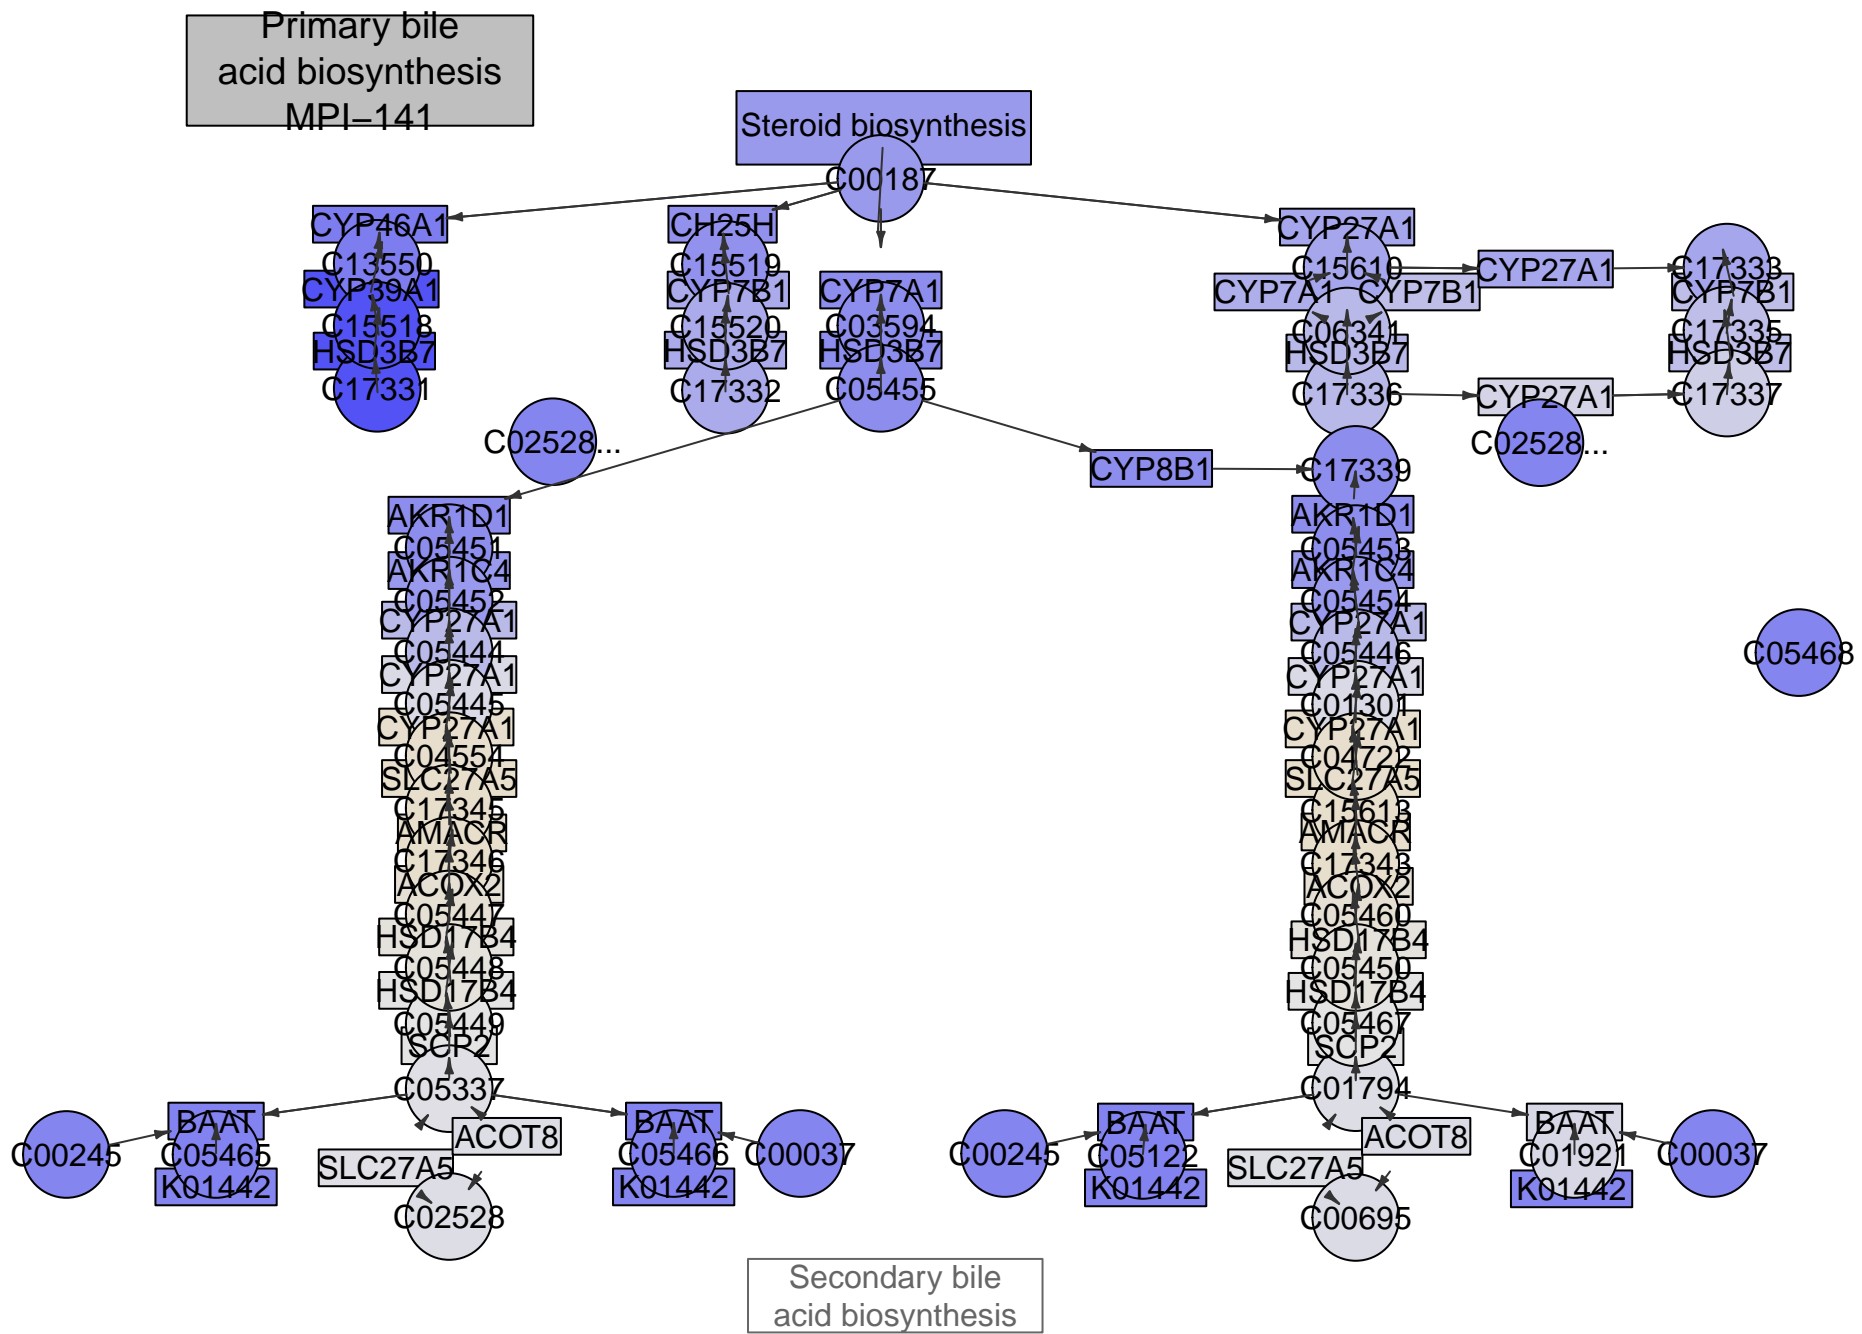 Primary bile
acid biosynthesis
MPI−141
Steroid biosynthesis
C00187
CYP46A1
C13550
CYP39A1
C15518
HSD3B7
C17331
CH25H
C15519
CYP7B1
C15520
HSD3B7
C17332
CYP7A1
C03594
HSD3B7
C05455
CYP27A1
C15610
CYP7A1
CYP7B1
C06341
HSD3B7
C17336
CYP27A1
C17333
CYP7B1
C17335
HSD3B7
C17337
CYP27A1
C02528...
C02528...
CYP8B1
C17339
AKR1D1
C05451
AKR1C4
C05452
CYP27A1
C05444
CYP27A1
C05445
CYP27A1
C04554
SLC27A5
C17345
AMACR
C17346
ACOX2
C05447
HSD17B4
C05448
HSD17B4
C05449
SCP2
C05337
AKR1D1
C05453
AKR1C4
C05454
CYP27A1
C05446
CYP27A1
C01301
CYP27A1
C04722
SLC27A5
C15613
AMACR
C17343
ACOX2
C05460
HSD17B4
C05450
HSD17B4
C05467
SCP2
C01794
C05468
C00245
BAAT
C05465
K01442
ACOT8
SLC27A5
C02528
BAAT
C05466
K01442
C00037
C00245
BAAT
C05122
K01442
ACOT8
SLC27A5
C00695
BAAT
C01921
K01442
C00037
Secondary bile
acid biosynthesis